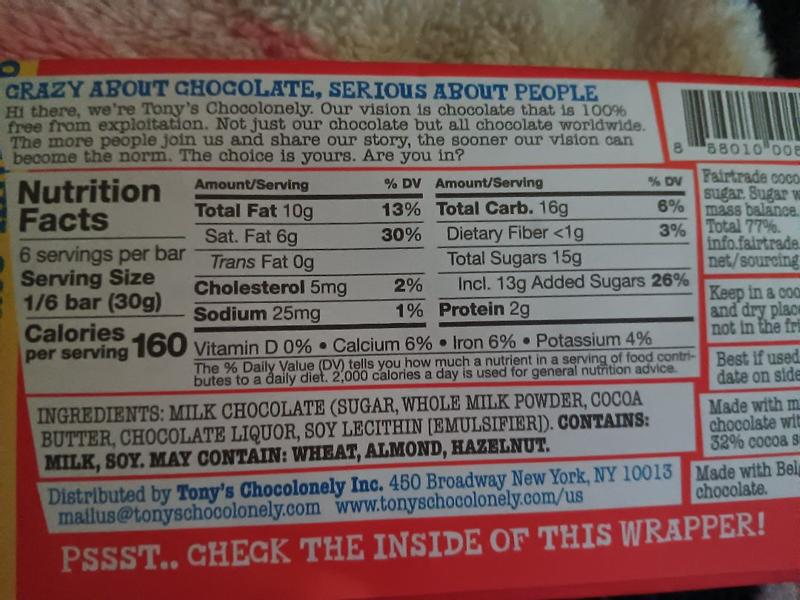 CRAZY ABOUT CHOCOLATE, SERIOUS ABOUT PEOPLE
Hi there, we're Tony's Chocolonely. Our vision is chocolate that is 100%
free from exploitation. Not just our chocolate but all chocolate worldwide.
The more people join us and share our story, the sooner our vision can
become the norm. The choice is yours. Are you in?
8 58010 008
Nutrition
Facts
6 servings per bar
Serving Size
1/6 bar (30g)
Calories
per serving 160
Amount/Serving % DV
Total Fat 10g 13%
Sat. Fat 6g 30%
Trans Fat 0g
Cholesterol 5mg 2%
Sodium 25mg 1%
Amount/Serving % DV
Total Carb. 16g 6%
Dietary Fiber <1g 3%
Total Sugars 15g
Incl. 13g Added Sugars 26%
Protein 2g
Vitamin D 0% • Calcium 6% • Iron 6% • Potassium 4%
The % Daily Value (DV) tells you how much a nutrient in a serving of food contri-
butes to a daily diet. 2,000 calories a day is used for general nutrition advice.
INGREDIENTS: MILK CHOCOLATE (SUGAR, WHOLE MILK POWDER, COCOA
BUTTER, CHOCOLATE LIQUOR, SOY LECITHIN [EMULSIFIER]). CONTAINS:
MILK, SOY. MAY CONTAIN: WHEAT, ALMOND, HAZELNUT.
Distributed by Tony's Chocolonely Inc. 450 Broadway New York, NY 10013
mailus@tonyschocolonely.com www.tonyschocolonely.com/us
PSSST.. CHECK THE INSIDE OF THIS WRAPPER!
Fairtrade coco
sugar. Sugar w
mass balance.
Total 77%.
info.fairtrade.
net/sourcing
Keep in a coo
and dry place
not in the fri
Best if used
date on side
Made with m
chocolate wit
32% cocoa s
Made with Belg
chocolate.